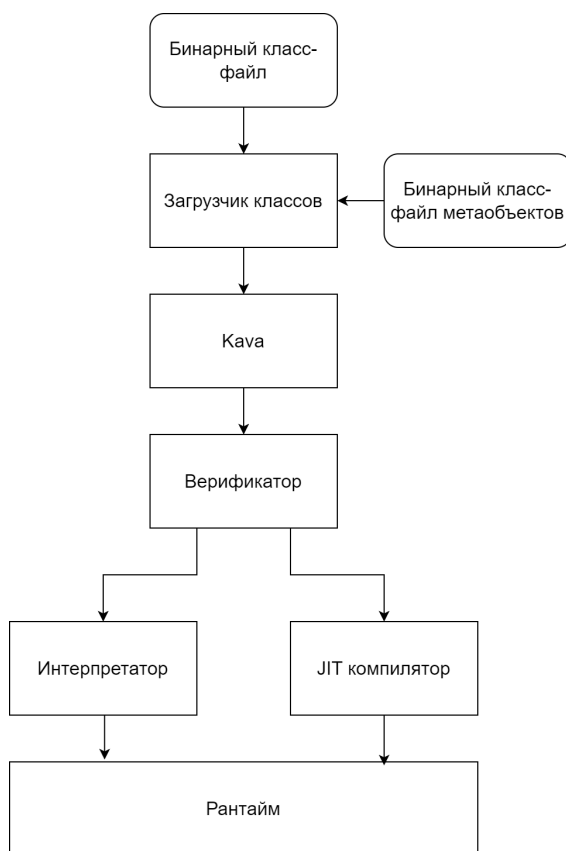 Бинарный класс-
файл
Загрузчик классов
Бинарный класс-
файл метаобъектов
Kava
Верификатор
Интерпретатор
JIT компилятор
Рантайм